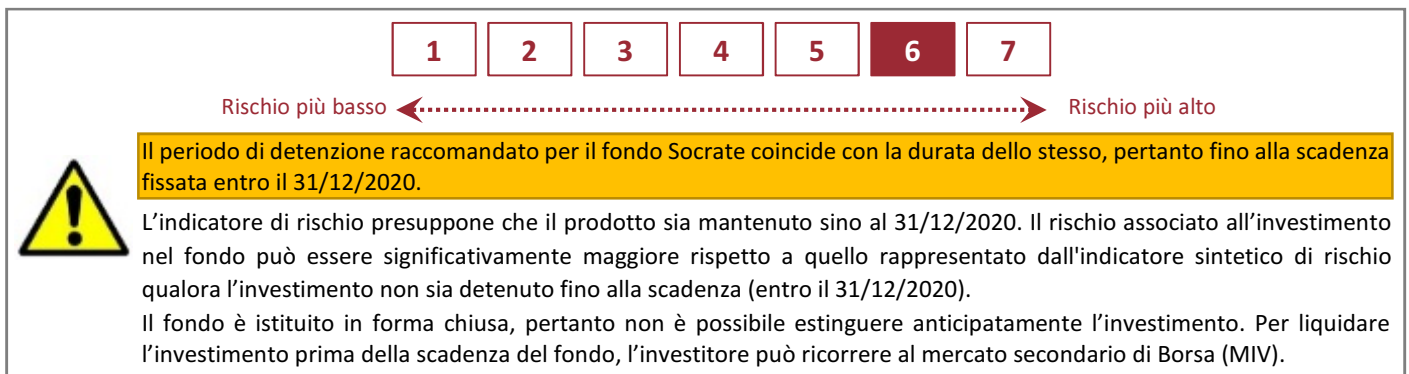 1 2 3 4 5 6 7
Rischio più basso Rischio più alto
Il periodo di detenzione raccomandato per il fondo Socrate coincide con la durata dello stesso, pertanto fino alla scadenza
fissata entro il 31/12/2020.
L’indicatore di rischio presuppone che il prodotto sia mantenuto sino al 31/12/2020. Il rischio associato all’investimento
nel fondo può essere significativamente maggiore rispetto a quello rappresentato dall'indicatore sintetico di rischio
qualora l’investimento non sia detenuto fino alla scadenza (entro il 31/12/2020).
Il fondo è istituito in forma chiusa, pertanto non è possibile estinguere anticipatamente l’investimento. Per liquidare
l’investimento prima della scadenza del fondo, l’investitore può ricorrere al mercato secondario di Borsa (MIV).